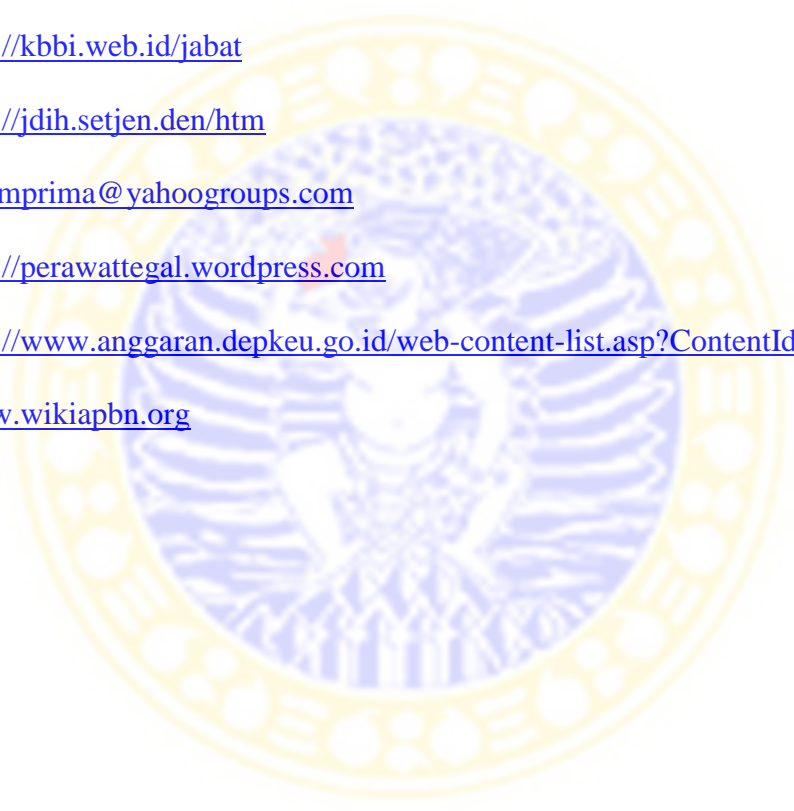 ://kbbi.web.id/jabat
://jdih.setjen.den/htm
mprima@yahoogroups.com
://perawattegal.wordpress.com
://www.anggaran.depkeu.go.id/web-content-list.asp?ContentId
w.wikiapbn.org